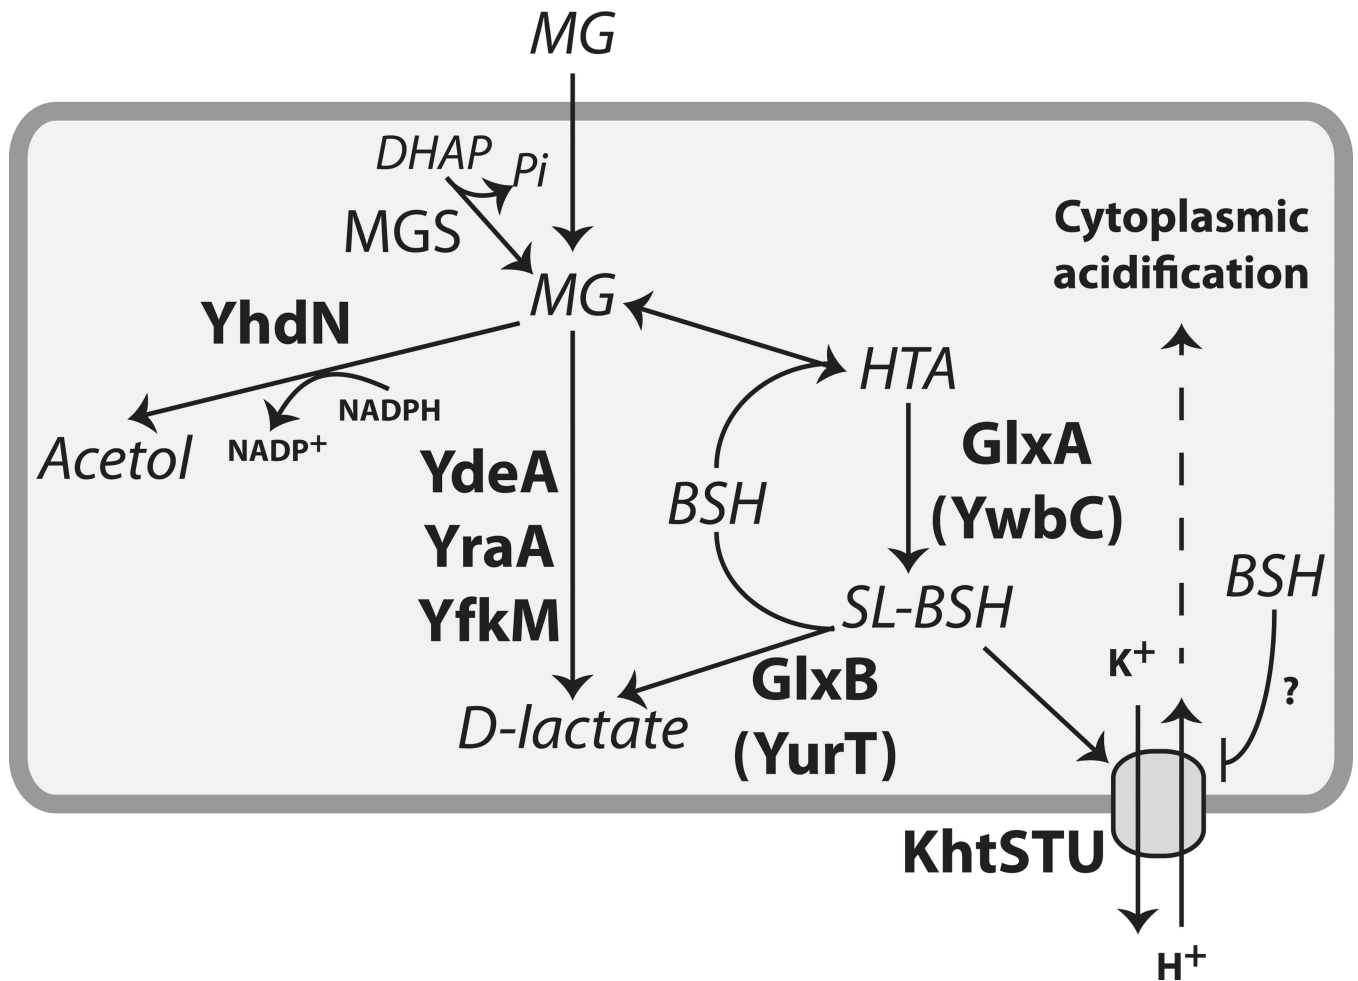 MG
DHAP
Pi
MGS
MG
Cytoplasmic
acidification
YhdN
NADPH
NADP+
Acetol
HTA
YdeA
YraA
YfkM
BSH
GlxA
(YwbC)
SL-BSH
BSH
?
K+
GlxB
(YurT)
D-lactate
KhtSTU
H+